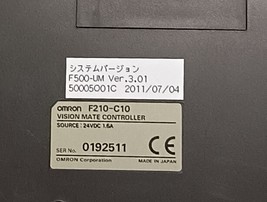 システムバージョン
F500-UM Ver.3.01
50005001C 2011/07/04
omron F210-C10
VISION MATE CONTROLLER
SOURCE: 24VDC 1.6A
SER No. 0192511
OMRON Corporation MADE IN JAPAN
CE